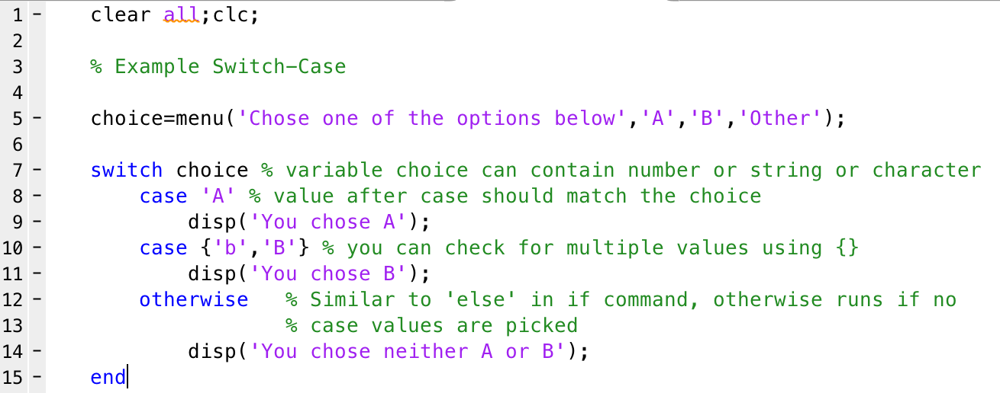 1 - clear all;clc;
2
3 % Example Switch-Case
4
5 - choice=menu('Chose one of the options below','A','B','Other');
6
7 - switch choice % variable choice can contain number or string or character
8 - case 'A' % value after case should match the choice
9 - disp('You chose A');
10 - case {'b','B'} % you can check for multiple values using {}
11 - disp('You chose B');
12 - otherwise % Similar to 'else' in if command, otherwise runs if no
13 % case values are picked
14 - disp('You chose neither A or B');
15 - end